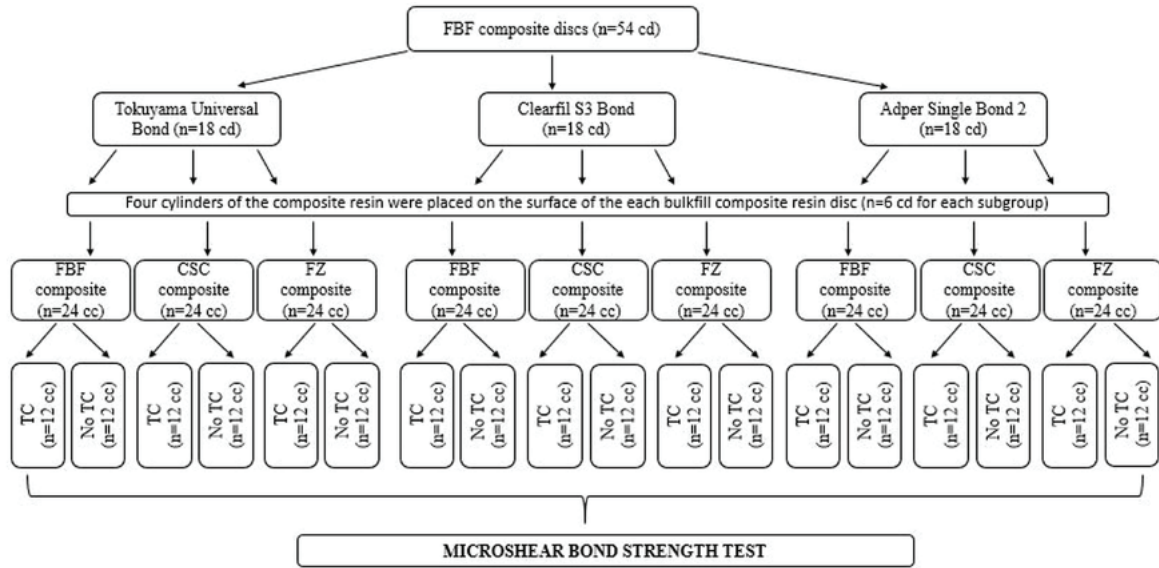 FBF composite discs (n=54 cd)
Tokuyama Universal
Bond (n=18 cd)
Clearfil S3 Bond
(n=18 cd)
Adper Single Bond 2
(n=18 cd)
Four cylinders of the composite resin were placed on the surface of the each bulkfill composite resin disc (n=6 cd for each subgroup)
FBF
composite
(n=24 cc)
CSC
composite
(n=24 cc)
FZ
composite
(n=24 cc)
FBF
composite
(n=24 cc)
CSC
composite
(n=24 cc)
FZ
composite
(n=24 cc)
FBF
composite
(n=24 cc)
CSC
composite
(n=24 cc)
FZ
composite
(n=24 cc)
TC
(n=12 cc)
No TC
(n=12 cc)
TC
(n=12 cc)
No TC
(n=12 cc)
TC
(n=12 cc)
No TC
(n=12 cc)
TC
(n=12 cc)
No TC
(n=12 cc)
TC
(n=12 cc)
No TC
(n=12 cc)
TC
(n=12 cc)
No TC
(n=12 cc)
TC
(n=12 cc)
No TC
(n=12 cc)
TC
(n=12 cc)
No TC
(n=12 cc)
TC
(n=12 cc)
No TC
(n=12 cc)
MICROSHEAR BOND STRENGTH TEST